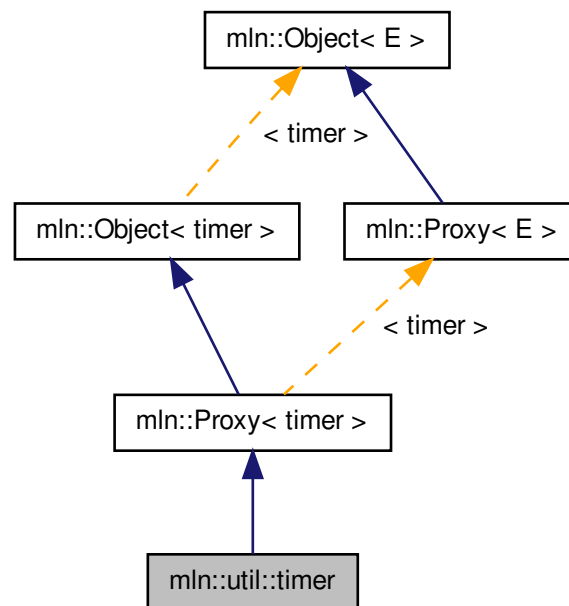 mln::Object< E >
< timer >
mln::Object< timer >
mln::Proxy< E >
< timer >
mln::Proxy< timer >
mln::util::timer